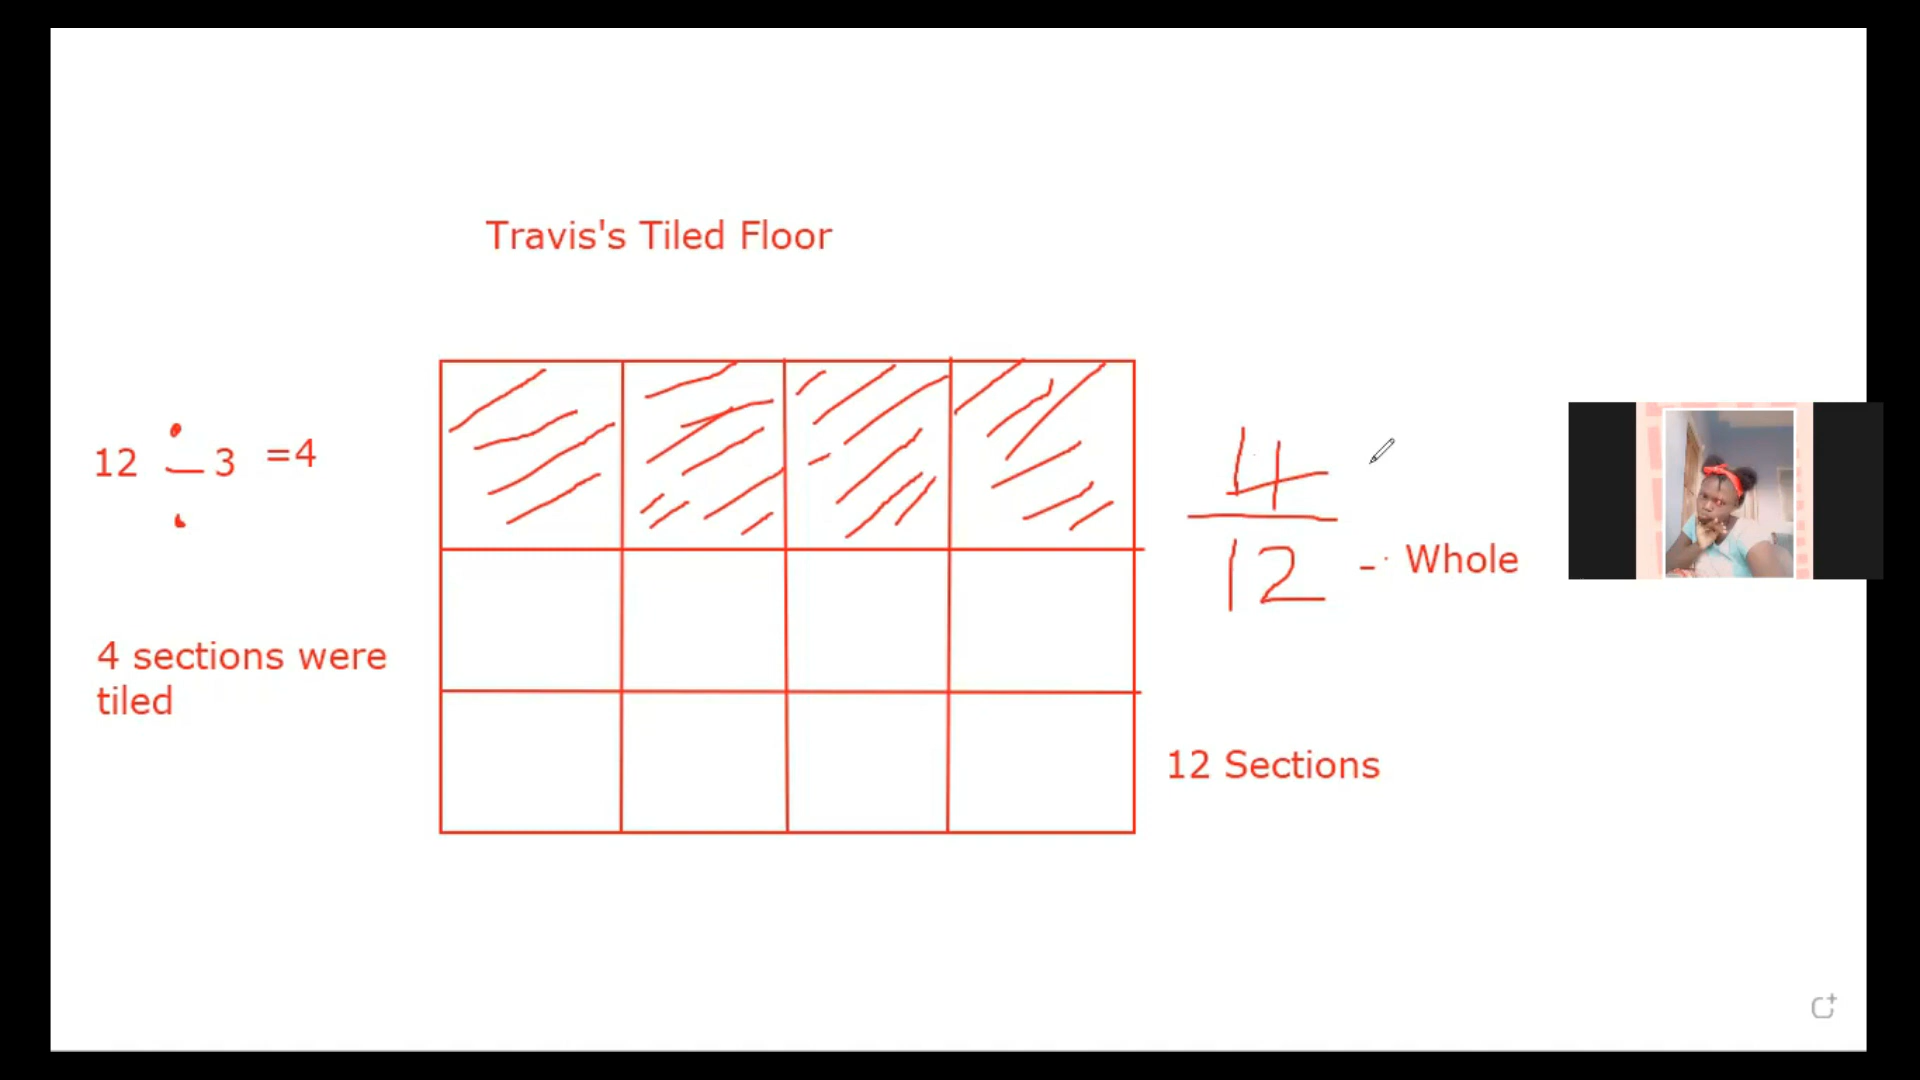 Travis's Tiled Floor
12 ÷ 3 =4
4
12 - Whole
4 sections were
tiled
12 Sections